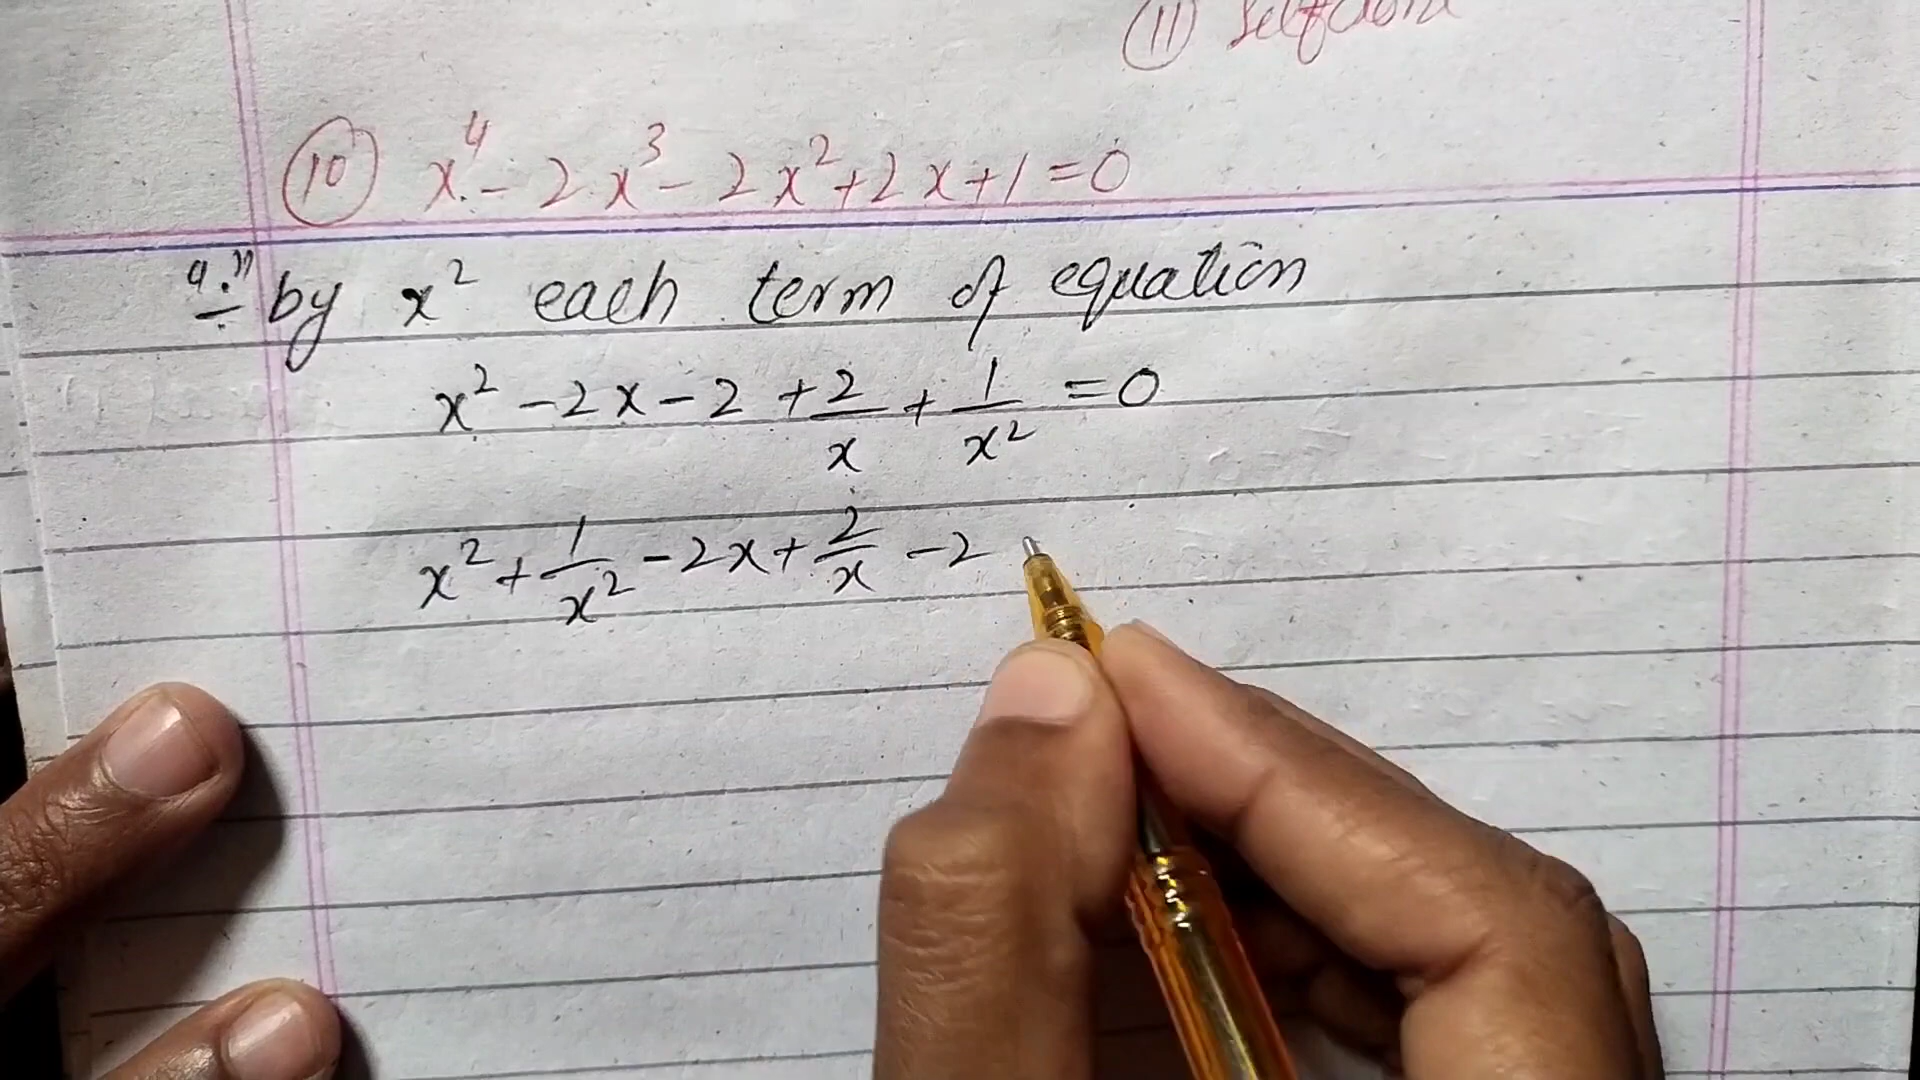 (11) Self
(10) x⁴ - 2x³ - 2x² + 2x + 1 = 0
"÷" by x² each term of equation
x² - 2x - 2 + 2/x + 1/x² = 0
x² + 1/x² - 2x + 2/x - 2